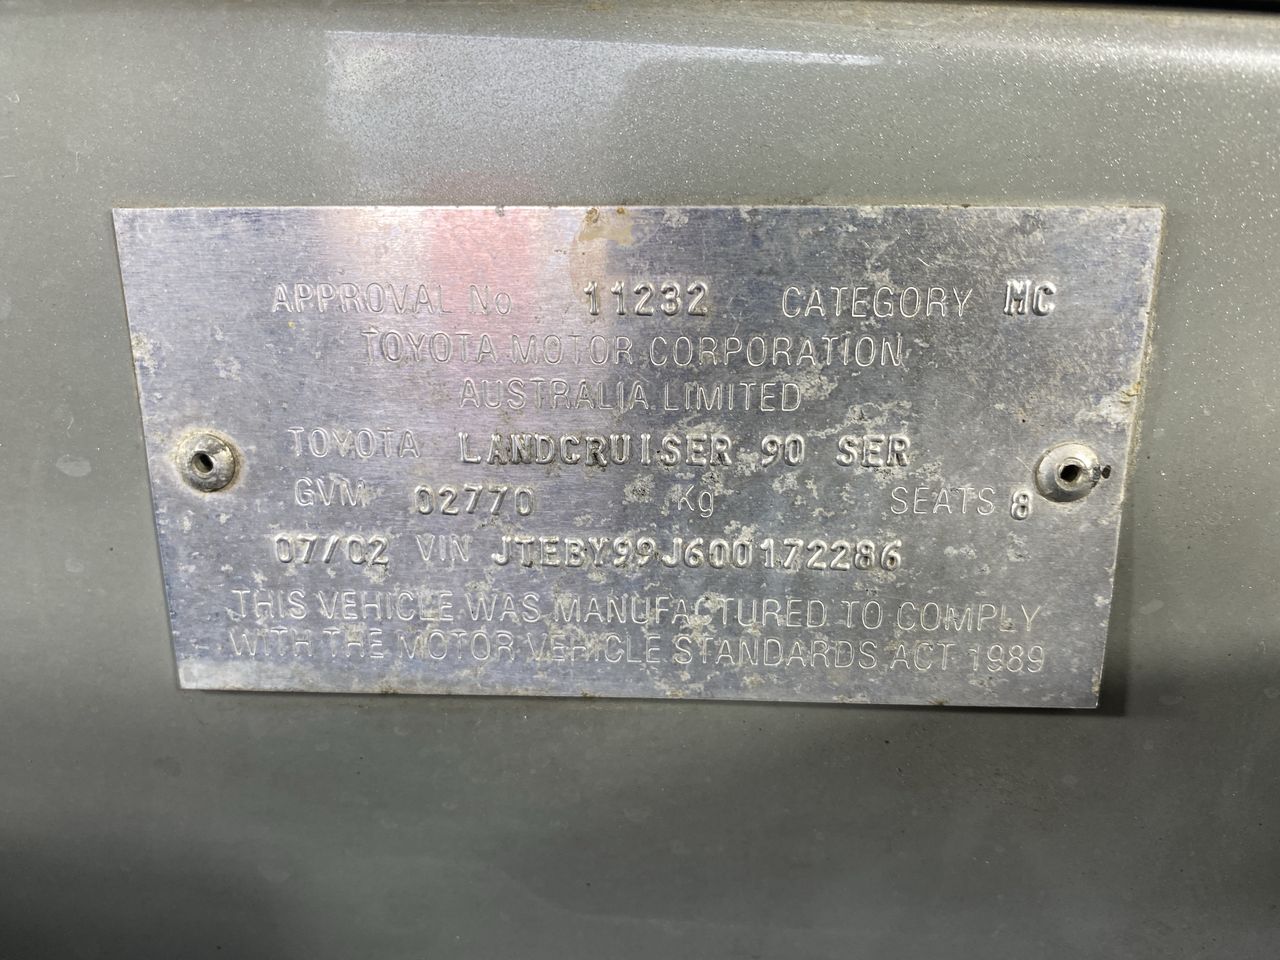 APPROVAL No 11232 CATEGORY MC
TOYOTA MOTOR CORPORATION
AUSTRALIA LIMITED
TOYOTA LANDCRUISER 90 SER
GVM 02770 Kg SEATS 8
07/02 VIN JTEBY99J600172286
THIS VEHICLE WAS MANUFACTURED TO COMPLY
WITH THE MOTOR VEHICLE STANDARDS ACT 1989